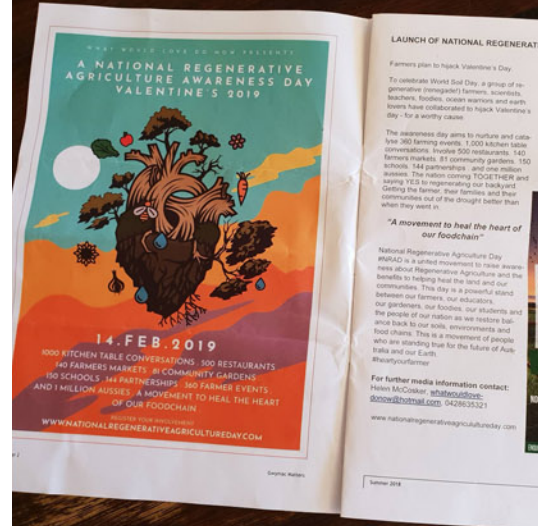 WHAT WOULD LOVE DO NOW PRESENTS
A NATIONAL REGENERATIVE
AGRICULTURE AWARENESS DAY
VALENTINE'S 2019
14.FEB.2019
1000 KITCHEN TABLE CONVERSATIONS . 500 RESTAURANTS
140 FARMERS MARKETS . 81 COMMUNITY GARDENS
150 SCHOOLS . 144 PARTNERSHIPS . 360 FARMER EVENTS
AND 1 MILLION AUSSIES. A MOVEMENT TO HEAL THE HEART
OF OUR FOODCHAIN
REGISTER YOUR INVOLVEMENT
WWW.NATIONALREGENERATIVEAGRICULTUREDAY.COM
Gwymac Matters
LAUNCH OF NATIONAL REGENERATI
Farmers plan to hijack Valentine's Day.
To celebrate World Soil Day, a group of re-
generative (renegade!) farmers, scientists,
teachers, foodies, ocean warriors and earth
lovers have collaborated to hijack Valentine's
day - for a worthy cause.
The awareness day aims to nurture and cata-
lyse 360 farming events. 1,000 kitchen table
conversations. Involve 500 restaurants. 140
farmers markets. 81 community gardens. 150
schools. 144 partnerships. and one million
aussies. The nation coming TOGETHER and
saying YES to regenerating our backyard.
Getting the farmer, their families and their
communities out of the drought better than
when they went in.
"A movement to heal the heart of
our foodchain"
National Regenerative Agriculture Day
#NRAD is a united movement to raise aware-
ness about Regenerative Agriculture and the
benefits to helping heal the land and our
communities. This day is a powerful stand
between our farmers, our educators,
our gardeners, our foodies, our students and
the people of our nation as we restore bal-
ance back to our soils, environments and
food chains. This is a movement of people
who are standing true for the future of Aus-
tralia and our Earth.
#heartyourfarmer
For further media information contact:
Helen McCosker, whatwouldlove-
donow@hotmail.com, 0428635321
www.nationalregenerativeagriculutureday.com
Summer 2018